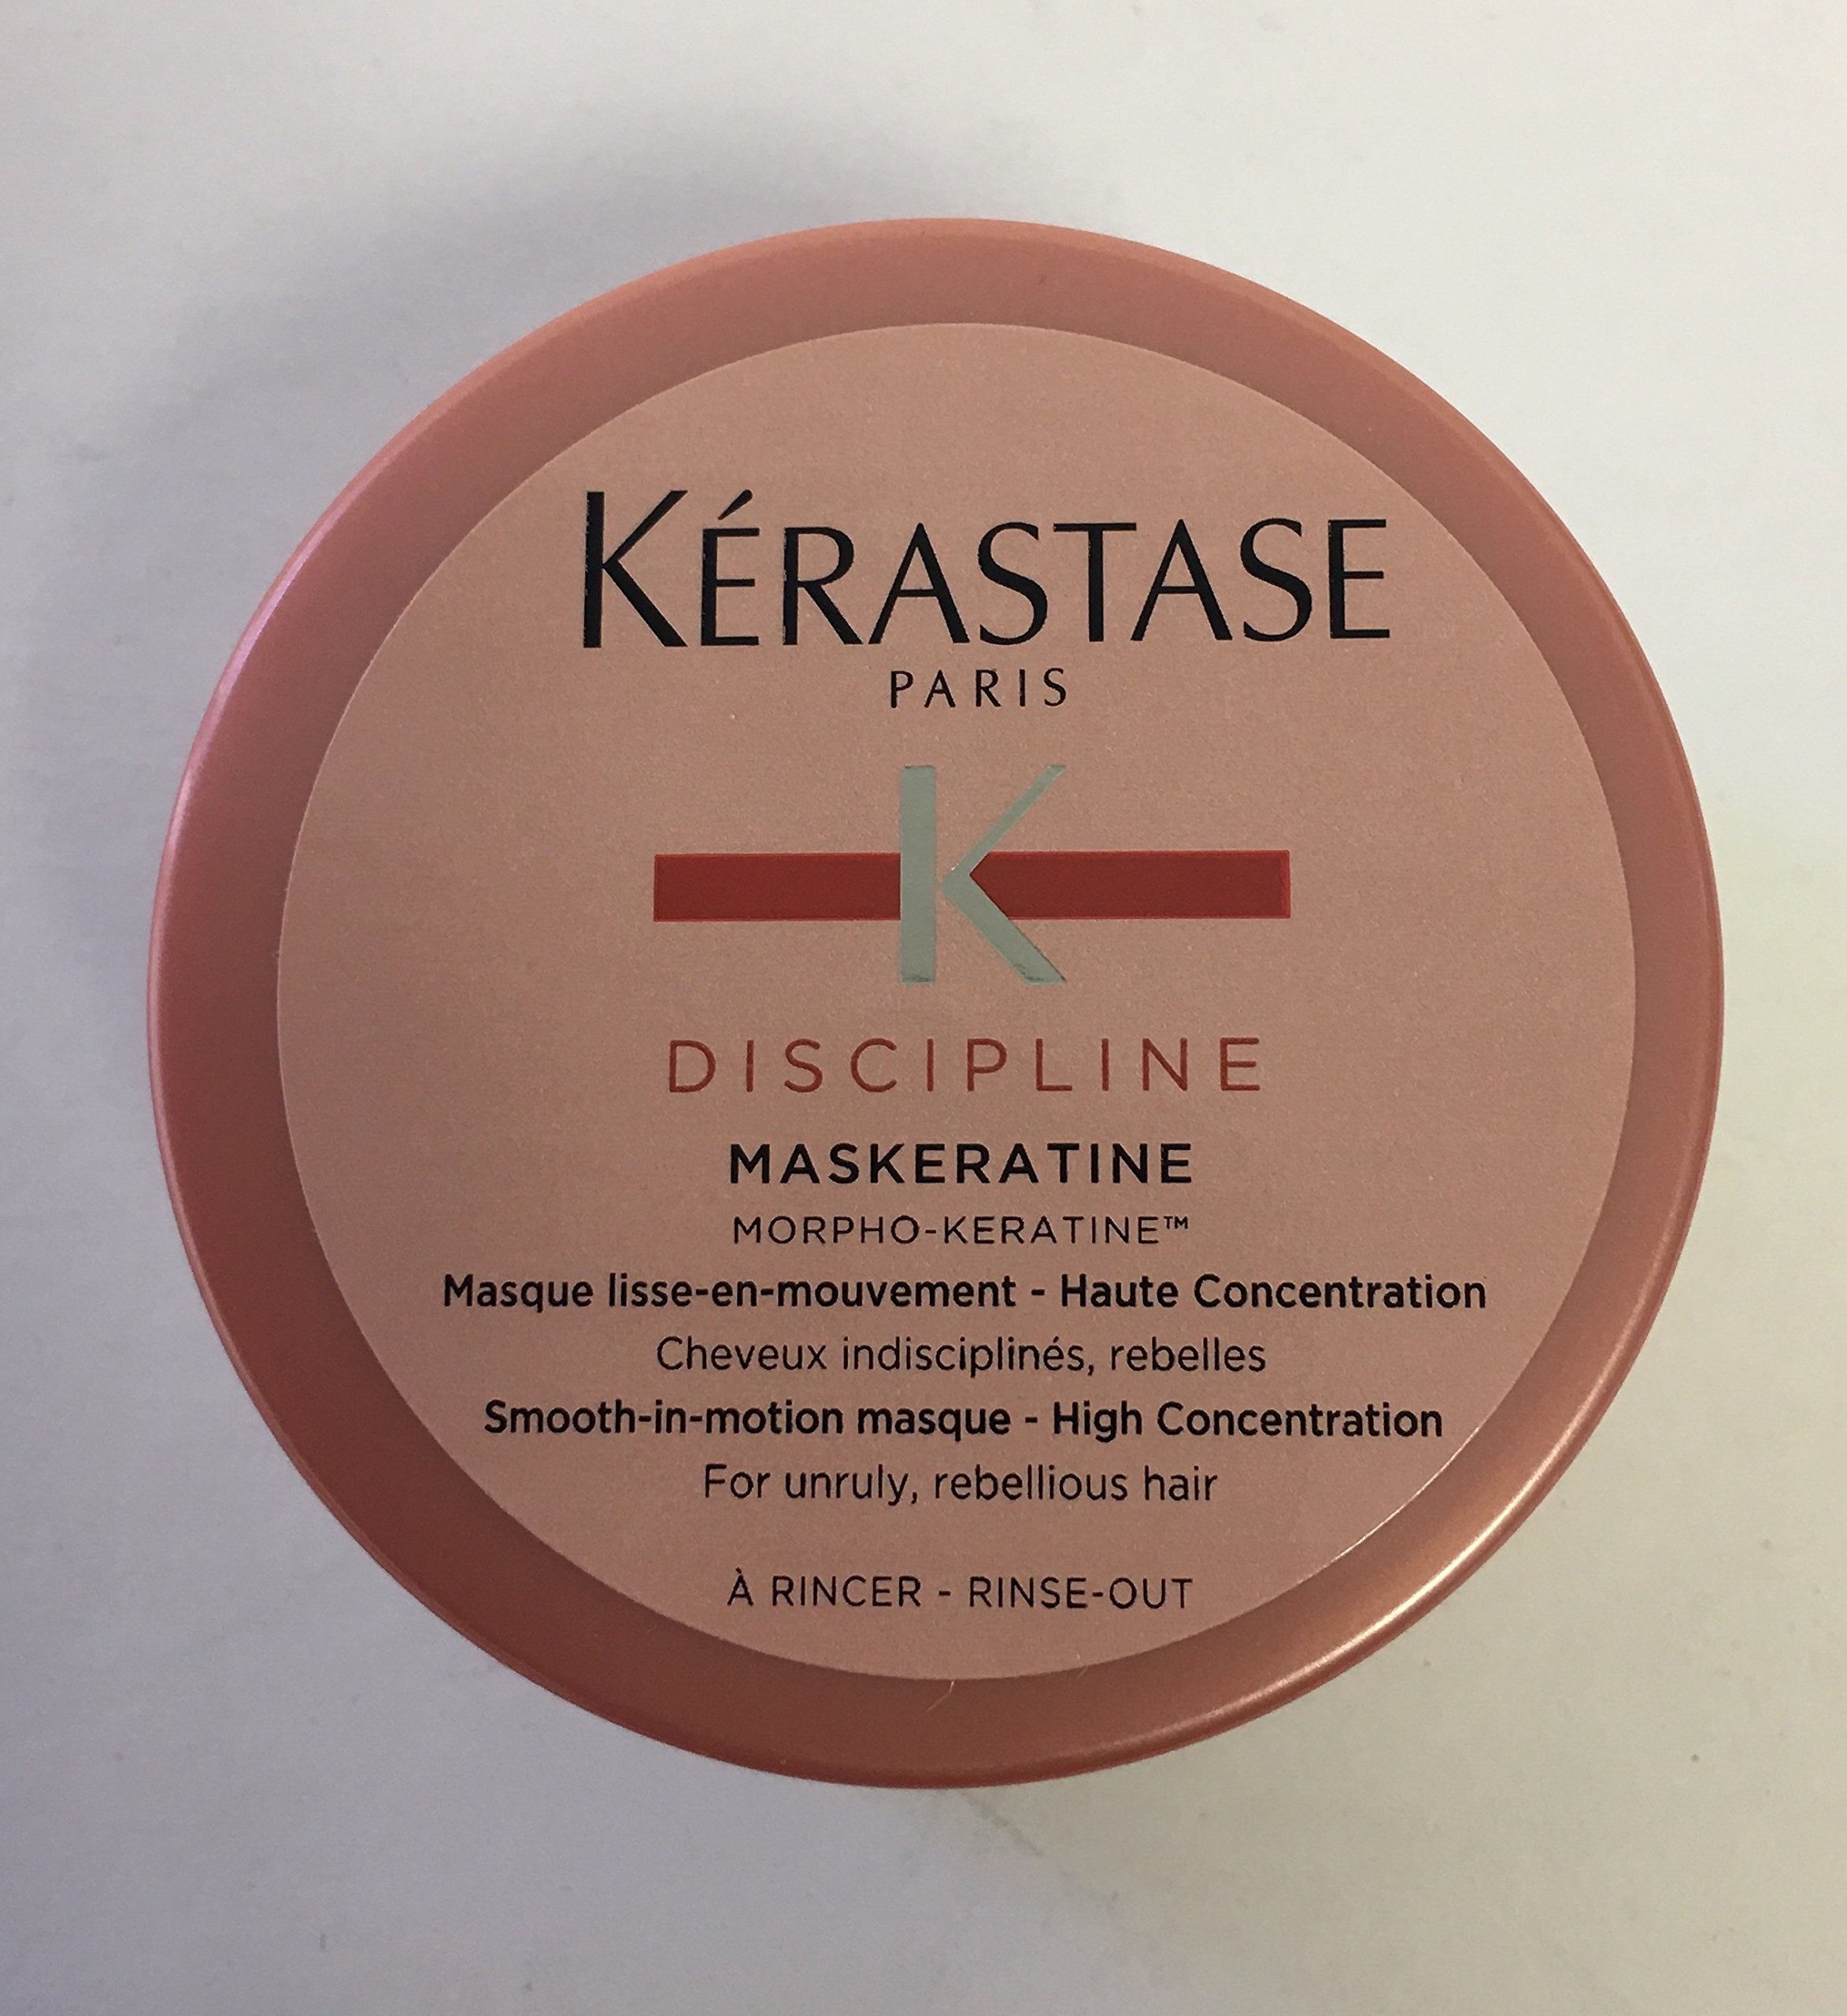 KÉRASTASE
PARIS
K
DISCIPLINE
MASKERATINE
MORPHO-KERATINE™
Masque lisse-en-mouvement - Haute Concentration
Cheveux indisciplinés, rebelles
Smooth-in-motion masque - High Concentration
For unruly, rebellious hair
À RINCER - RINSE-OUT